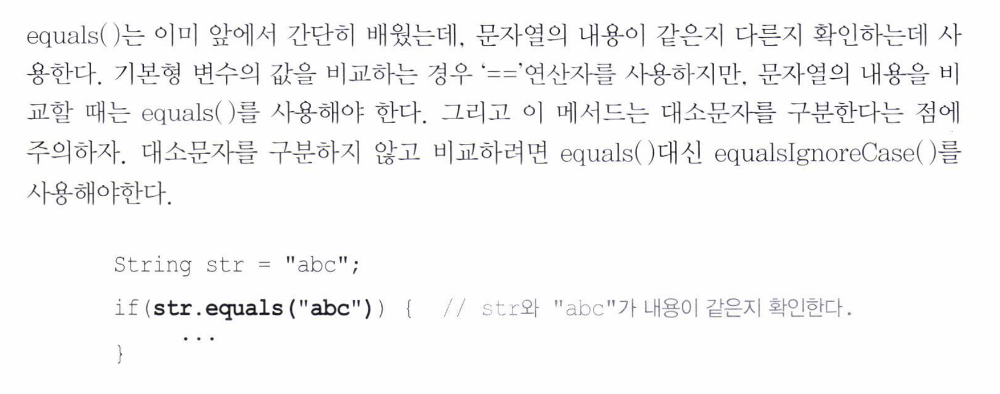 equals()는 이미 앞에서 간단히 배웠는데, 문자열의 내용이 같은지 다른지 확인하는데 사
용한다. 기본형 변수의 값을 비교하는 경우 ‘==’연산자를 사용하지만, 문자열의 내용을 비
교할 때는 equals()를 사용해야 한다. 그리고 이 메서드는 대소문자를 구분한다는 점에
주의하자. 대소문자를 구분하지 않고 비교하려면 equals()대신 equalsIgnoreCase()를
사용해야한다.
String str = "abc";
if(str.equals("abc")) {   // str와 "abc"가 내용이 같은지 확인한다.
...
}